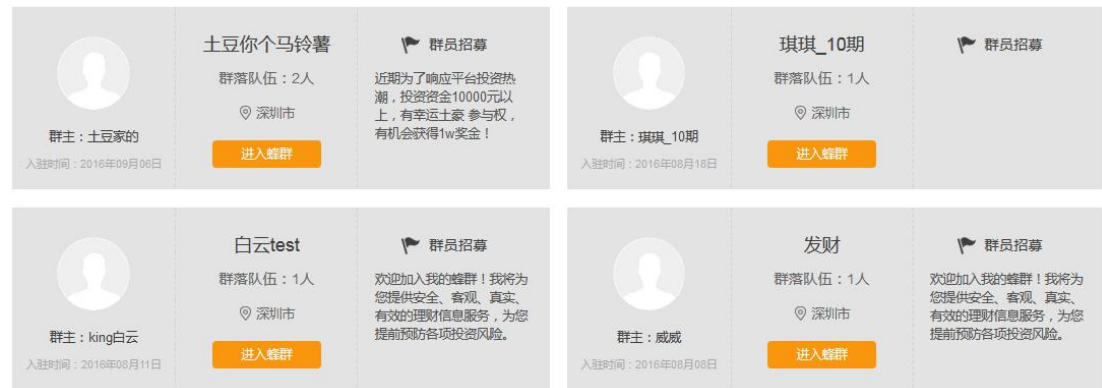 土豆你个马铃薯
群落队伍：2人
深圳市
进入蜂群
群主：土豆家的
入驻时间：2016年09月06日
群员招募
近期为了响应平台投资热
潮，投资资金10000元以
上，有幸运土豪 参与权，
有机会获得1w奖金！
琪琪_10期
群落队伍：1人
深圳市
进入蜂群
群主：琪琪_10期
入驻时间：2016年08月18日
群员招募
白云test
群落队伍：1人
深圳市
进入蜂群
群主：king白云
入驻时间：2016年08月11日
群员招募
欢迎加入我的蜂群！我将为
您提供安全、客观、真实、
有效的理财信息服务，为您
提前预防各项投资风险。
发财
群落队伍：1人
深圳市
进入蜂群
群主：威威
入驻时间：2016年08月08日
群员招募
欢迎加入我的蜂群！我将为
您提供安全、客观、真实、
有效的理财信息服务，为您
提前预防各项投资风险。